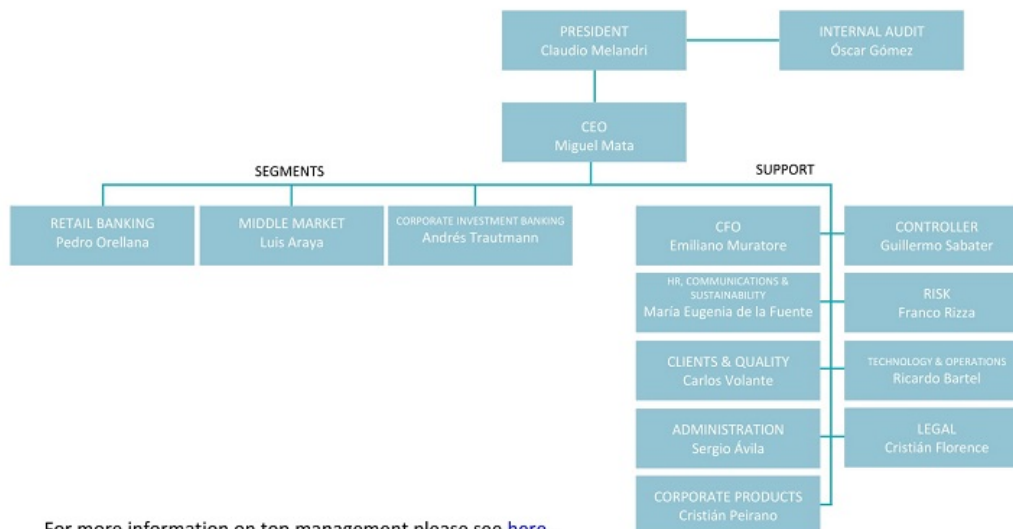 PRESIDENT
Claudio Melandri
INTERNAL AUDIT
Óscar Gómez
CEO
Miguel Mata
SEGMENTS
SUPPORT
RETAIL BANKING
Pedro Orellana
MIDDLE MARKET
Luis Araya
CORPORATE INVESTMENT BANKING
Andrés Trautmann
CFO
Emiliano Muratore
CONTROLLER
Guillermo Sabater
HR, COMMUNICATIONS &
SUSTAINABILITY
María Eugenia de la Fuente
RISK
Franco Rizza
CLIENTS & QUALITY
Carlos Volante
TECHNOLOGY & OPERATIONS
Ricardo Bartel
ADMINISTRATION
Sergio Ávila
LEGAL
Cristián Florence
CORPORATE PRODUCTS
Cristián Peirano
For more information on top management please see here